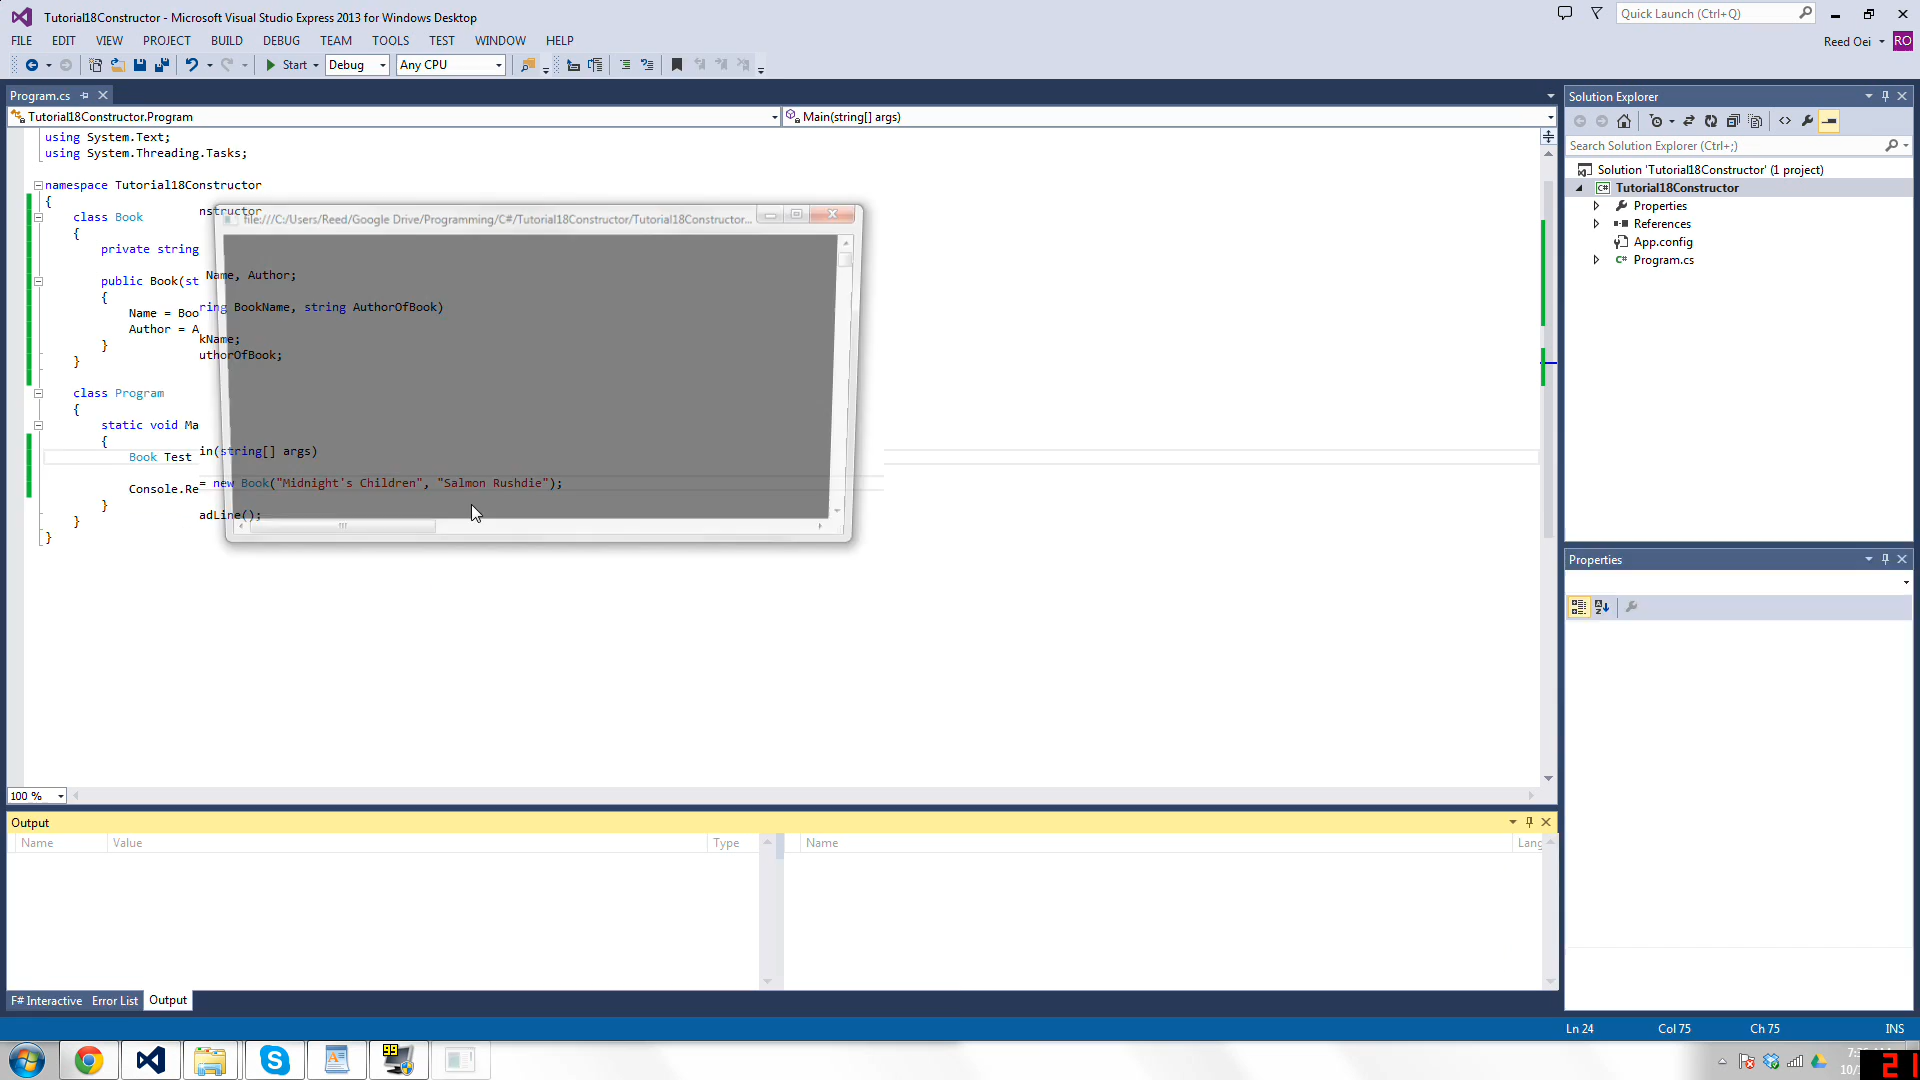 Tutorial18Constructor - Microsoft Visual Studio Express 2013 for Windows Desktop
Quick Launch (Ctrl+Q)
FILE EDIT VIEW PROJECT BUILD DEBUG TEAM TOOLS TEST WINDOW HELP
Reed Oei RO
Start Debug Any CPU
Program.cs
Tutorial18Constructor.Program
Main(string[] args)
using System.Text;
using System.Threading.Tasks;
namespace Tutorial18Constructor
{
class Book
{
private string
public Book(st
{
Name = Boo
Author = A
}
}
class Program
{
static void Ma
{
Book Test
Console.Re
}
}
}
nstructor
file:///C:/Users/Reed/Google Drive/Programming/C#/Tutorial18Constructor/Tutorial18Constructor...
Name, Author;
ring BookName, string AuthorOfBook)
kName;
uthorOfBook;
in(string[] args)
= new Book("Midnight's Children", "Salmon Rushdie");
adLine();
100 %
Solution Explorer
Search Solution Explorer (Ctrl+;)
Solution 'Tutorial18Constructor' (1 project)
C# Tutorial18Constructor
Properties
References
App.config
C# Program.cs
Properties
Output
Name Value Type
Name Lang
F# Interactive Error List Output
Ln 24 Col 75 Ch 75 INS
99
21